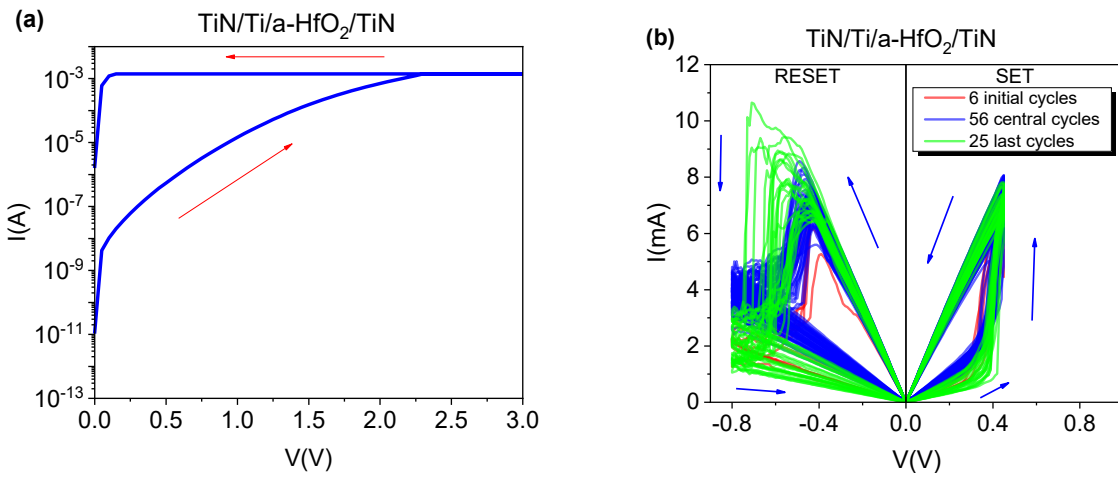 (a)
TiN/Ti/a-HfO₂/TiN
10⁻³
10⁻⁵
10⁻⁷
10⁻⁹
10⁻¹¹
10⁻¹³
I(A)
0.0 0.5 1.0 1.5 2.0 2.5 3.0
V(V)
(b)
TiN/Ti/a-HfO₂/TiN
RESET SET
6 initial cycles
56 central cycles
25 last cycles
12
10
8
6
4
2
0
I(mA)
-0.8 -0.4 0.0 0.4 0.8
V(V)